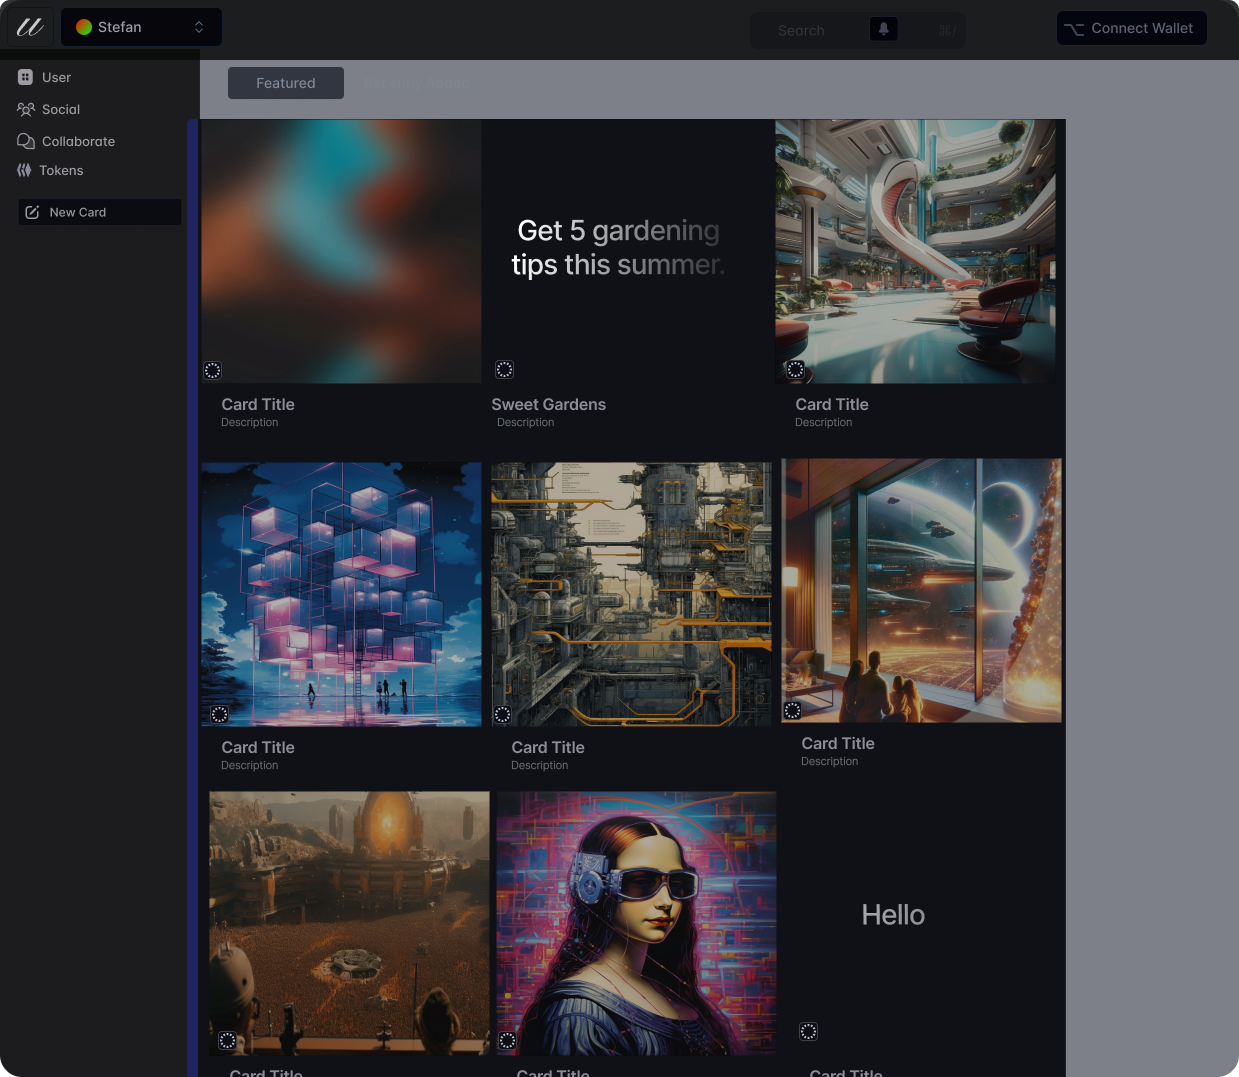 Stefan
Search
⌘/
Connect Wallet
User
Social
Collaborate
Tokens
New Card
Featured
Get 5 gardening
tips this summer.
Card Title
Description
Sweet Gardens
Description
Card Title
Description
Card Title
Description
Card Title
Description
Card Title
Description
Hello
Card Title
Card Title
Card Title